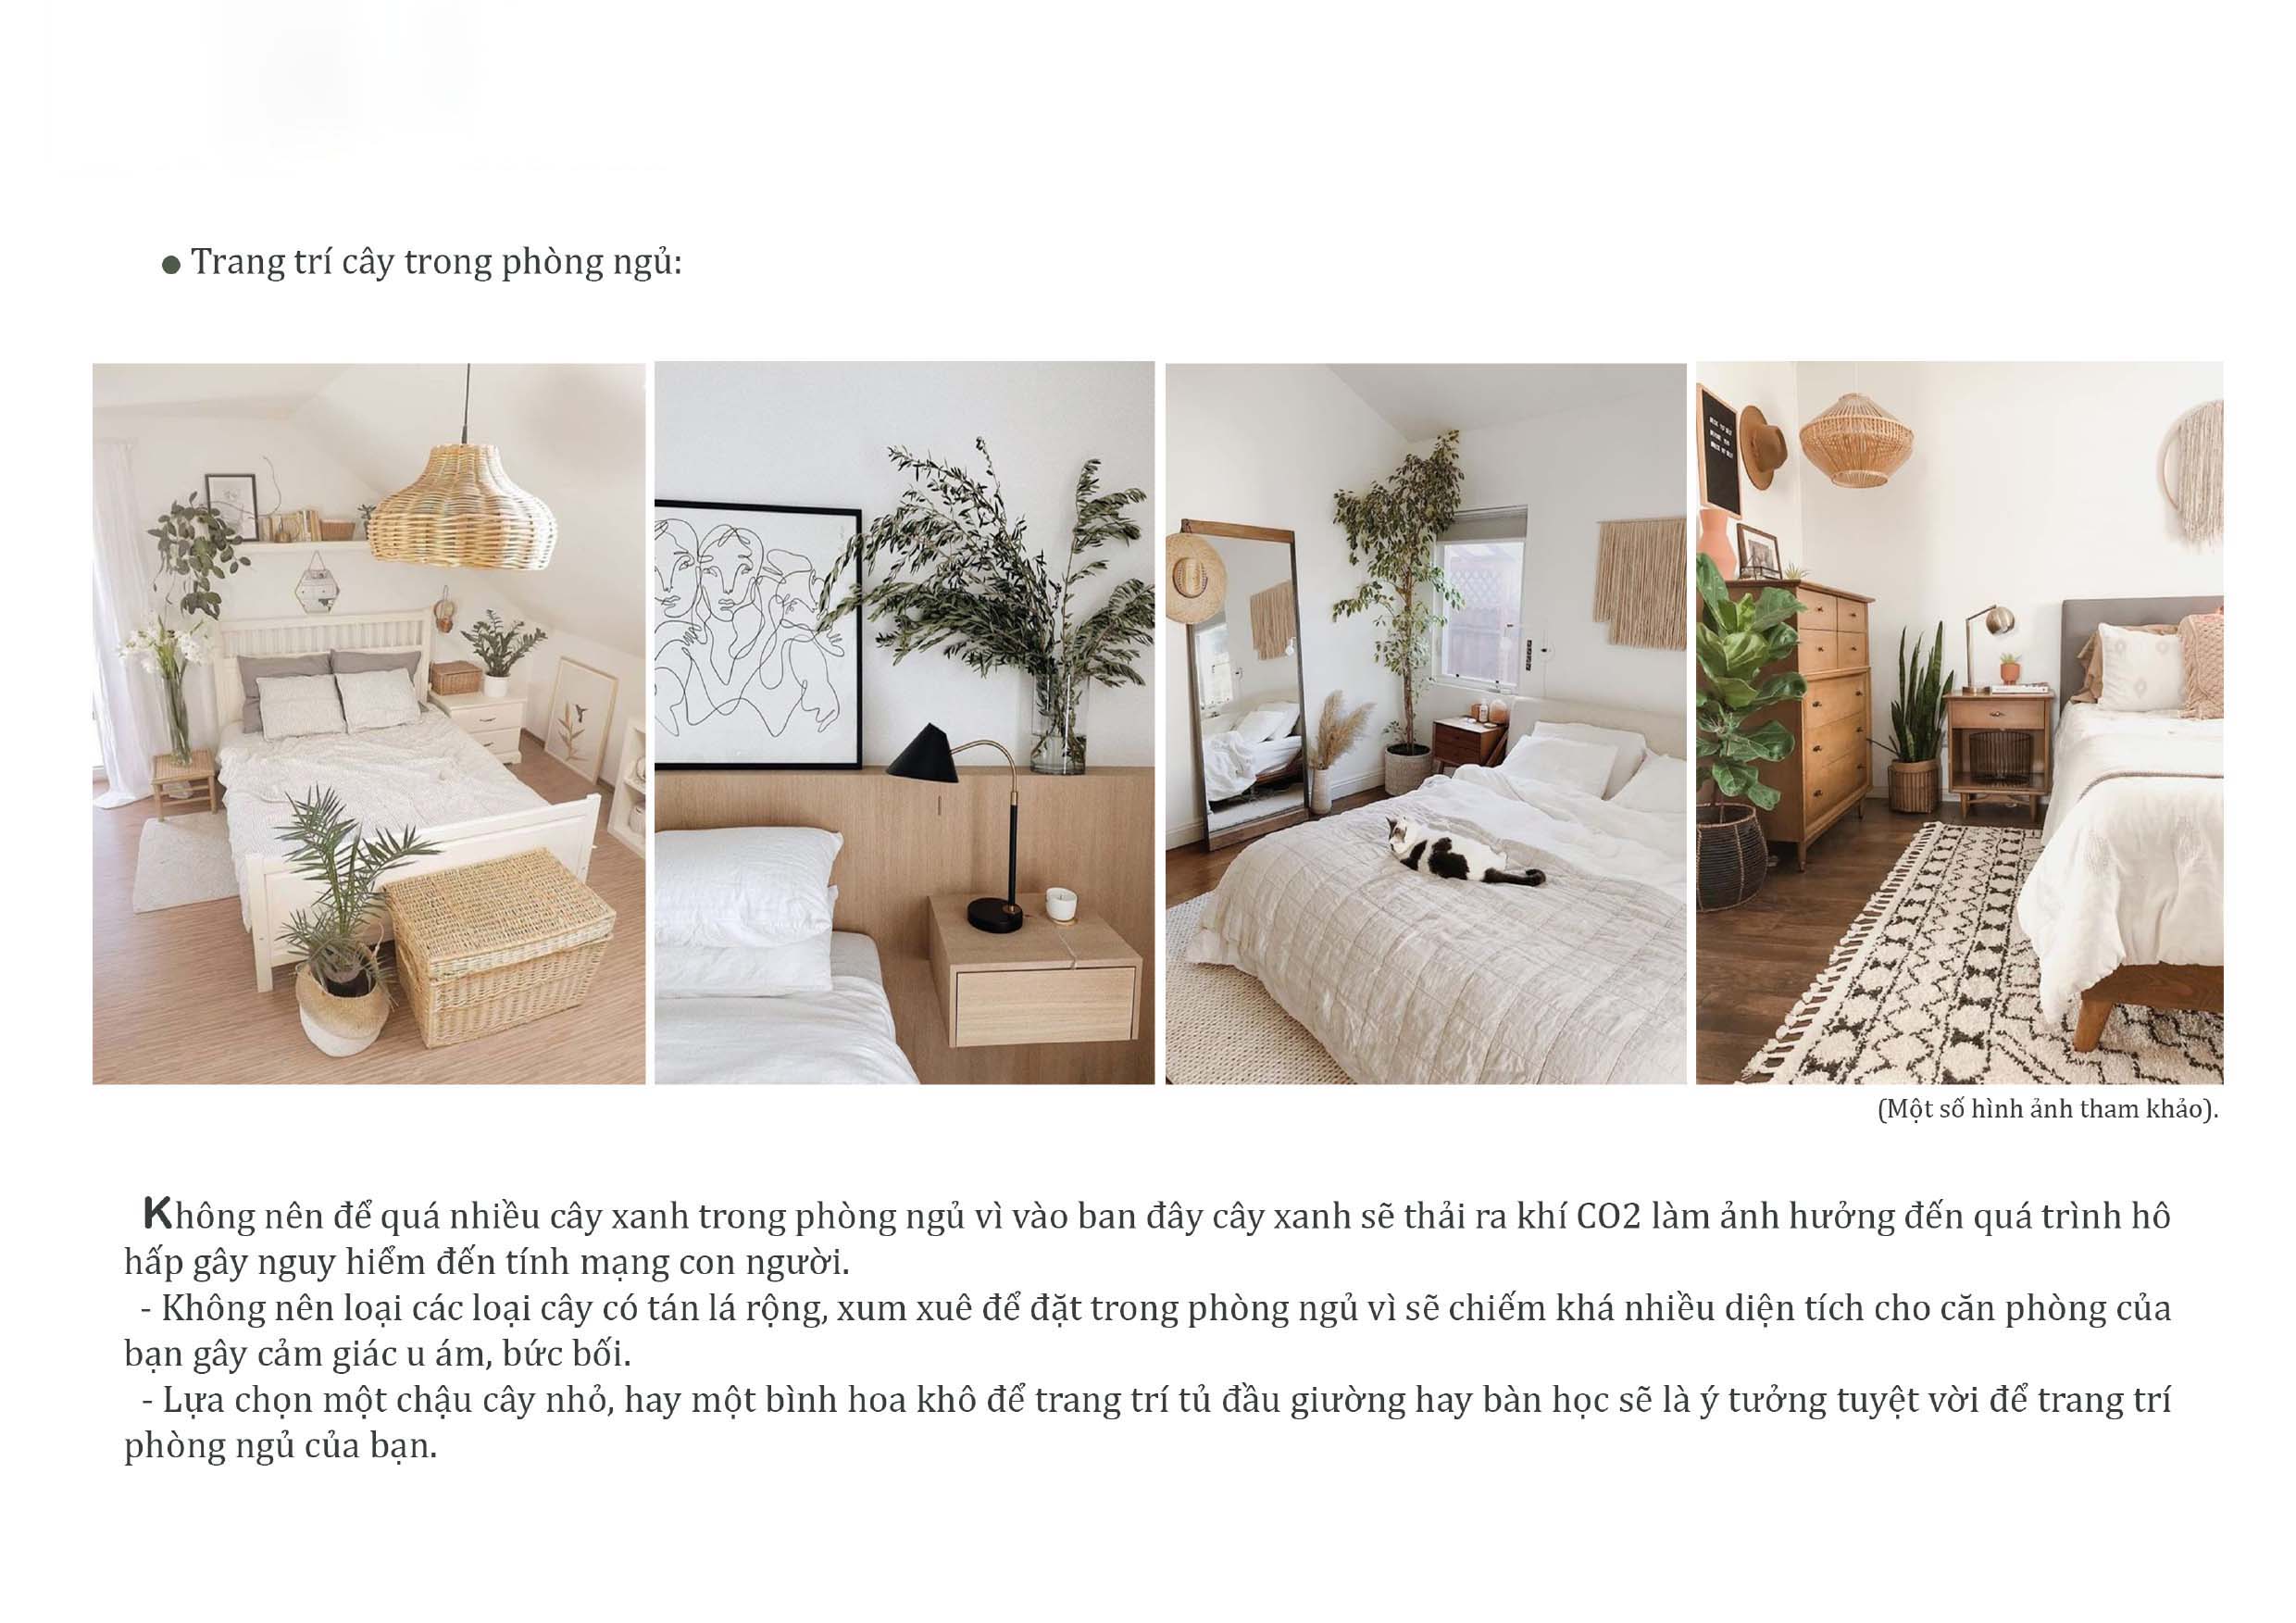 ● Trang trí cây trong phòng ngủ:
(Một số hình ảnh tham khảo).
Không nên để quá nhiều cây xanh trong phòng ngủ vì vào ban đây cây xanh sẽ thải ra khí CO2 làm ảnh hưởng đến quá trình hô
hấp gây nguy hiểm đến tính mạng con người.
- Không nên loại các loại cây có tán lá rộng, xum xuê để đặt trong phòng ngủ vì sẽ chiếm khá nhiều diện tích cho căn phòng của
bạn gây cảm giác u ám, bức bối.
- Lựa chọn một chậu cây nhỏ, hay một bình hoa khô để trang trí tủ đầu giường hay bàn học sẽ là ý tưởng tuyệt vời để trang trí
phòng ngủ của bạn.